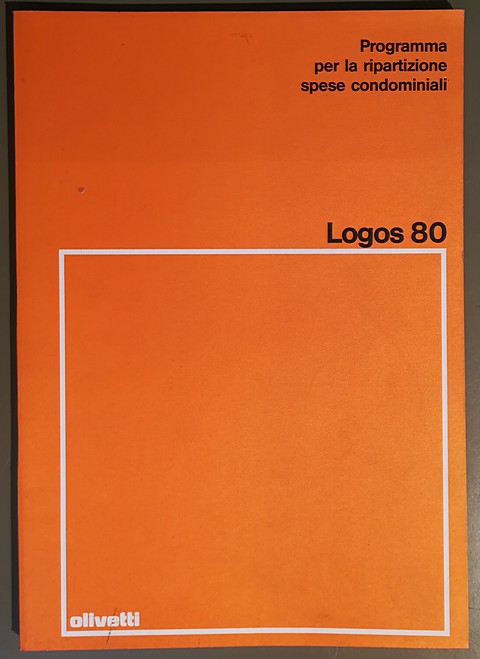 Programma
per la ripartizione
spese condominiali
Logos 80
olivetti